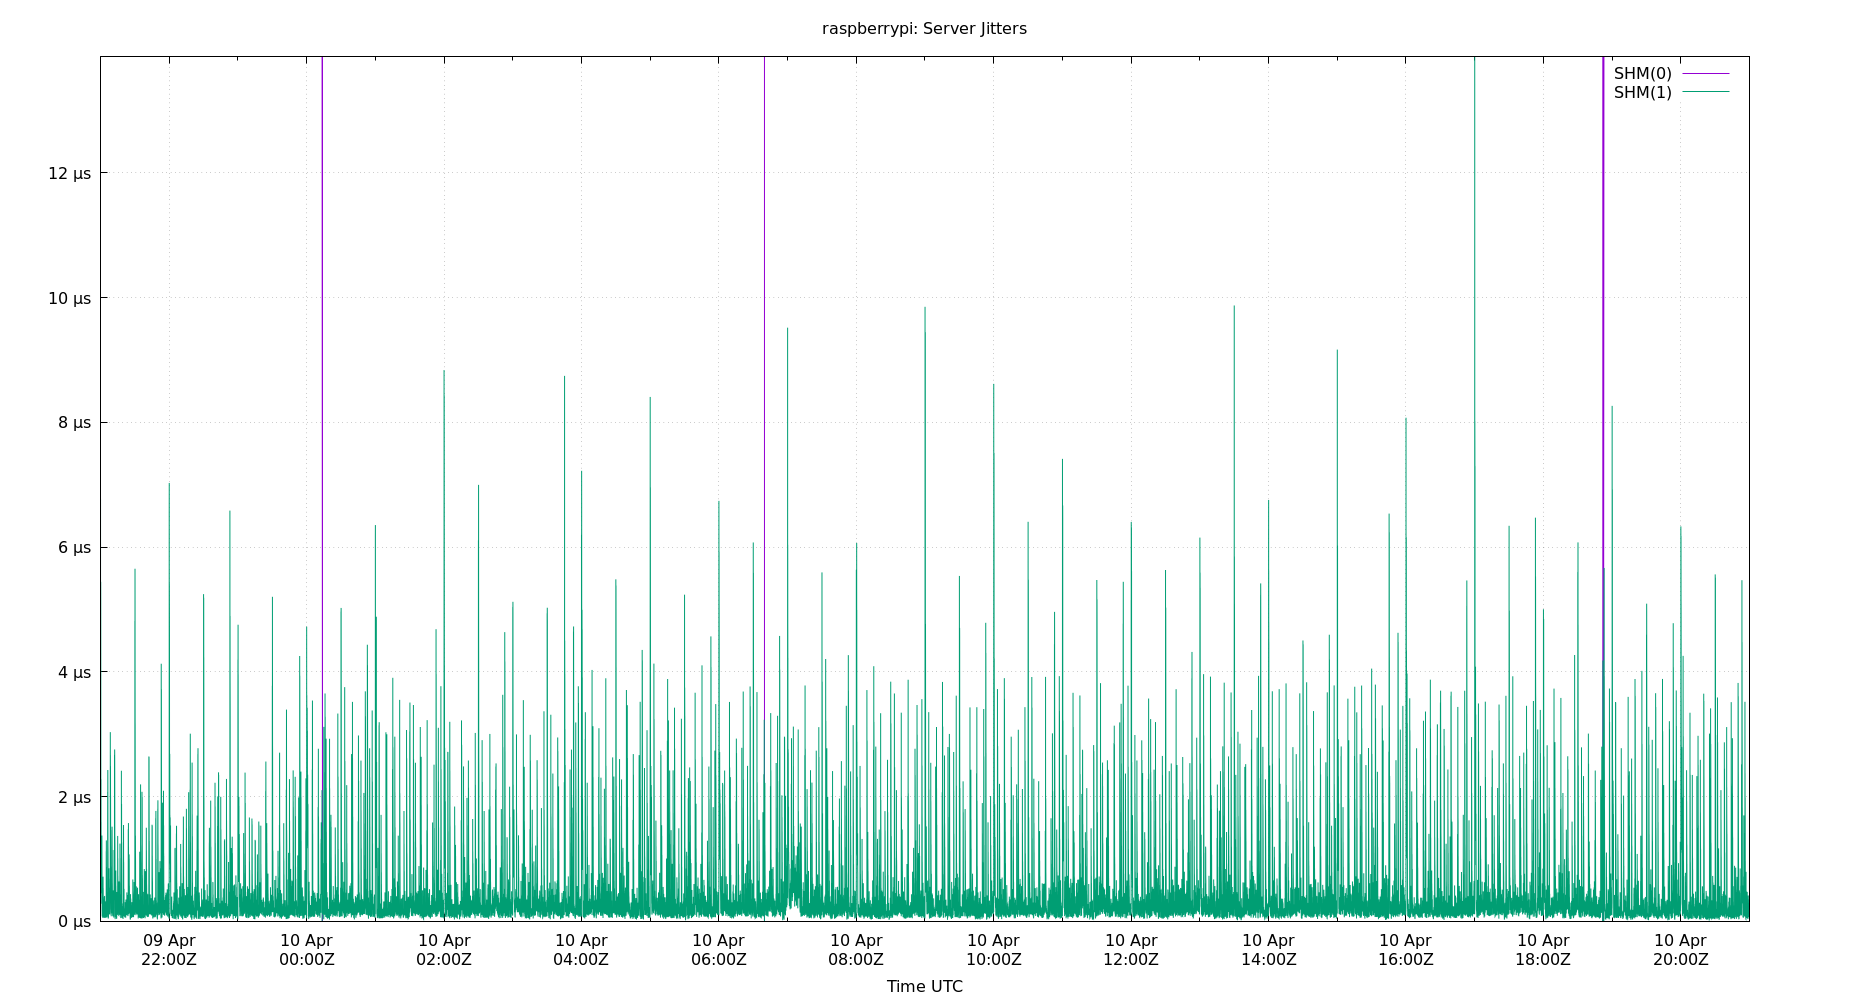 raspberrypi: Server Jitters
SHM(0)
SHM(1)
12 µs
10 µs
8 µs
6 µs
4 µs
2 µs
0 µs
09 Apr 10 Apr 10 Apr 10 Apr 10 Apr 10 Apr 10 Apr 10 Apr 10 Apr 10 Apr 10 Apr 10 Apr
22:00Z 00:00Z 02:00Z 04:00Z 06:00Z 08:00Z 10:00Z 12:00Z 14:00Z 16:00Z 18:00Z 20:00Z
Time UTC